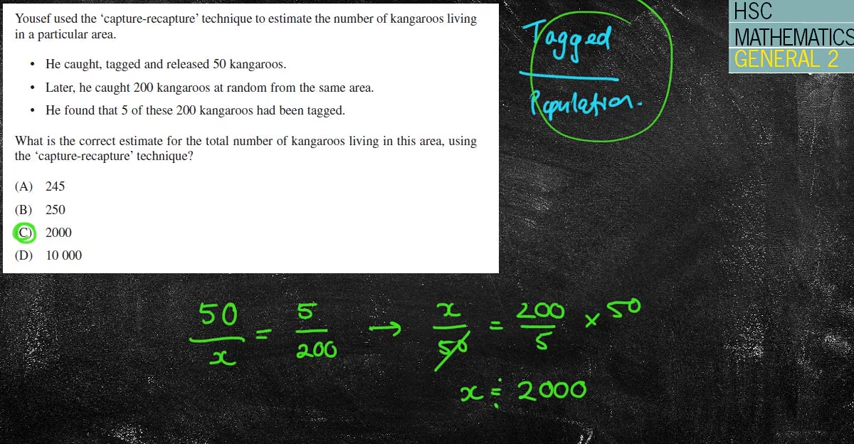 Yousef used the ‘capture-recapture’ technique to estimate the number of kangaroos living
in a particular area.
• He caught, tagged and released 50 kangaroos.
• Later, he caught 200 kangaroos at random from the same area.
• He found that 5 of these 200 kangaroos had been tagged.
What is the correct estimate for the total number of kangaroos living in this area, using
the ‘capture-recapture’ technique?
(A) 245
(B) 250
(C) 2000
(D) 10 000
Tagged
Population.
HSC
MATHEMATICS
GENERAL 2
50/x = 5/200 → x/50 = 200/5 × 50
x ≑ 2000